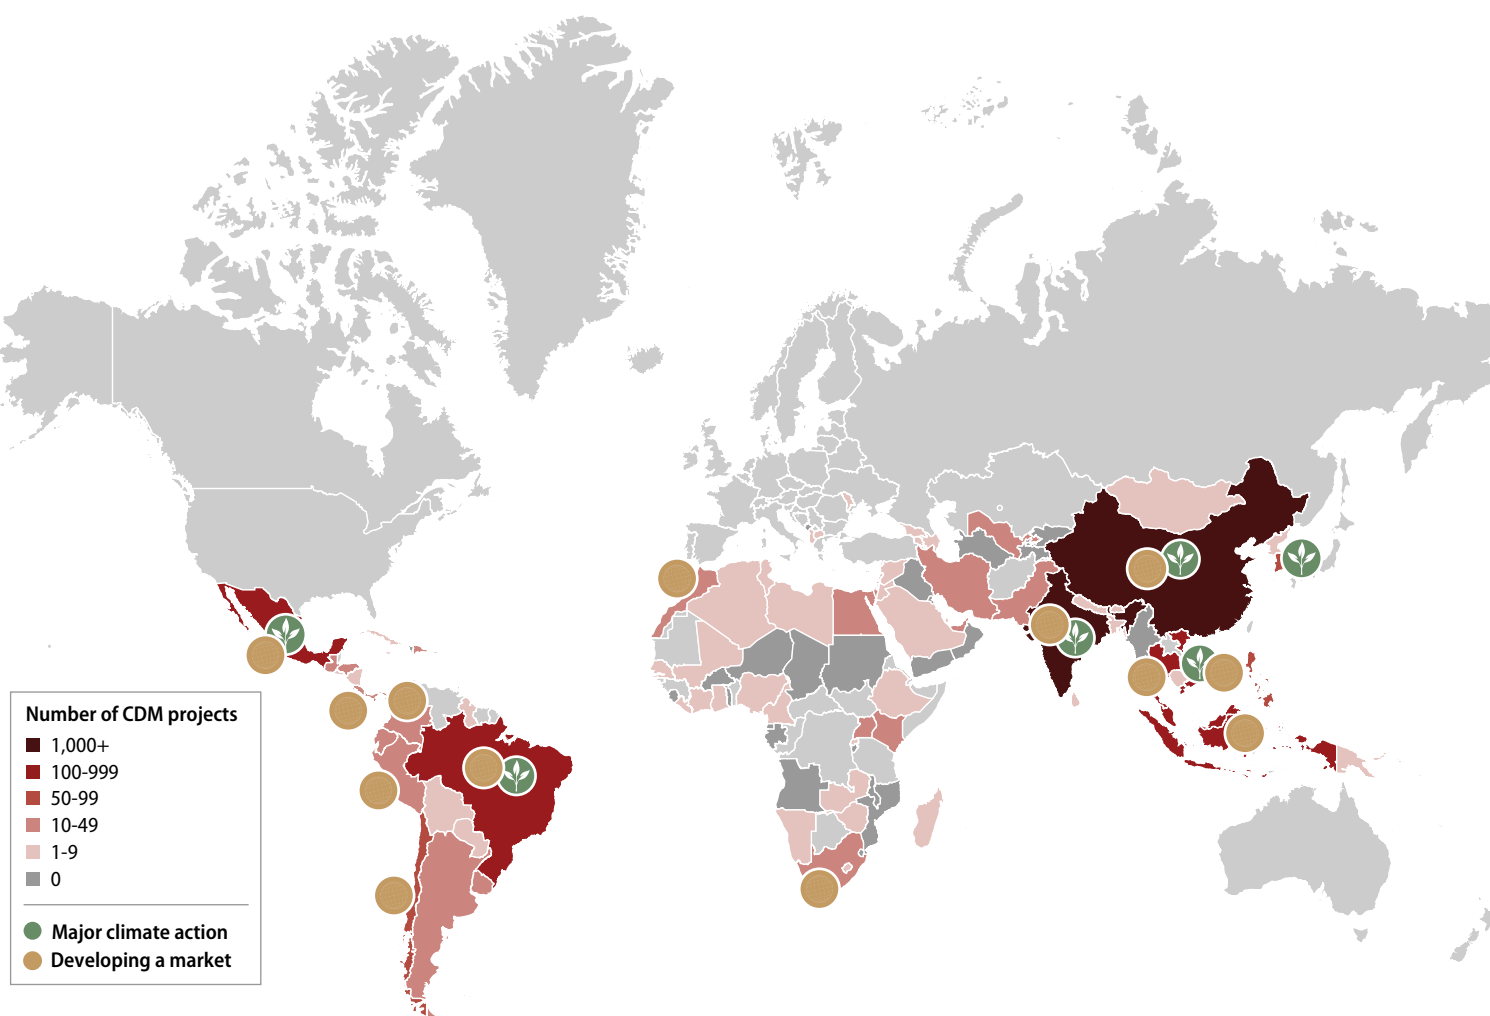 Number of CDM projects
1,000+
100-999
50-99
10-49
1-9
0
Major climate action
Developing a market